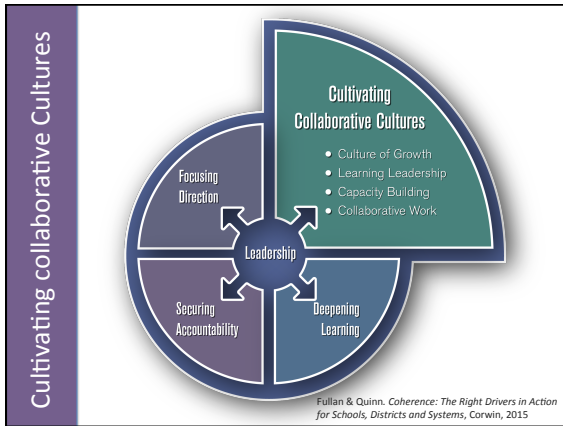 Cultivating collaborative Cultures
Cultivating
Collaborative Cultures
• Culture of Growth
• Learning Leadership
• Capacity Building
• Collaborative Work
Focusing
Direction
Leadership
Securing
Accountability
Deepening
Learning
Fullan & Quinn. Coherence: The Right Drivers in Action
for Schools, Districts and Systems, Corwin, 2015